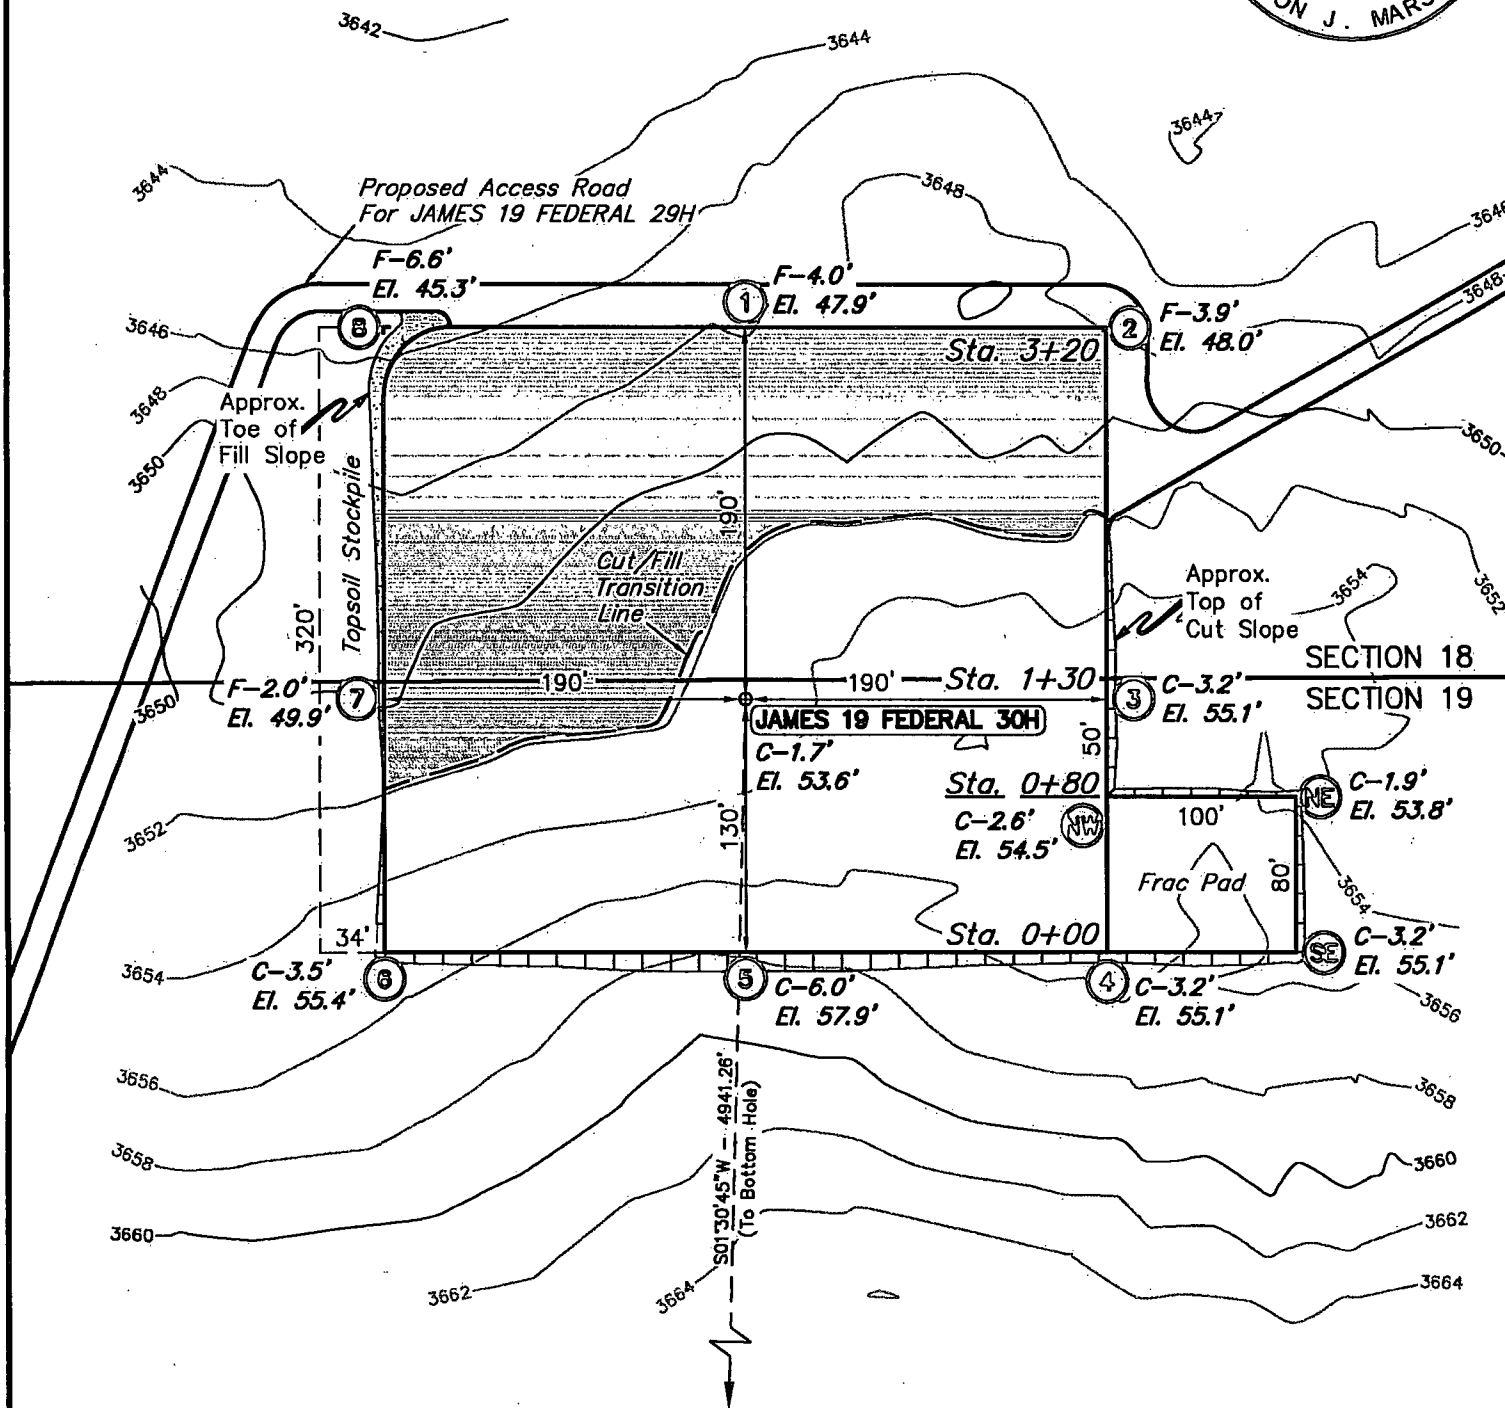 ON J. MARS
3642
3644
3644
3644
3648
3646
Proposed Access Road
For JAMES 19 FEDERAL 29H
F-6.6'
El. 45.3'
F-4.0'
El. 47.9'
1
8
2
F-3.9'
El. 48.0'
3648
3646
Sta. 3+20
3648
Approx.
Toe of
Fill Slope
3650
3650
Topsoil Stockpile
190'
Cut/Fill
Transition
Line
Approx.
Top of
Cut Slope
3654
3652
320'
SECTION 18
SECTION 19
190'
190'
Sta. 1+30
F-2.0'
El. 49.9'
7
3
C-3.2'
El. 55.1'
3650
JAMES 19 FEDERAL 30H
C-1.7'
El. 53.6'
50'
Sta. 0+80
C-2.6'
El. 54.5'
NW
NE
C-1.9'
El. 53.8'
100'
3652
130'
Frac Pad
80'
3654
34'
Sta. 0+00
SE
C-3.2'
El. 55.1'
3654
C-3.5'
El. 55.4'
6
5
C-6.0'
El. 57.9'
4
C-3.2'
El. 55.1'
3656
3656
3658
S01°30'45"W - 4941.26'
(To Bottom Hole)
3658
3660
3660
3662
3662
3664
3664